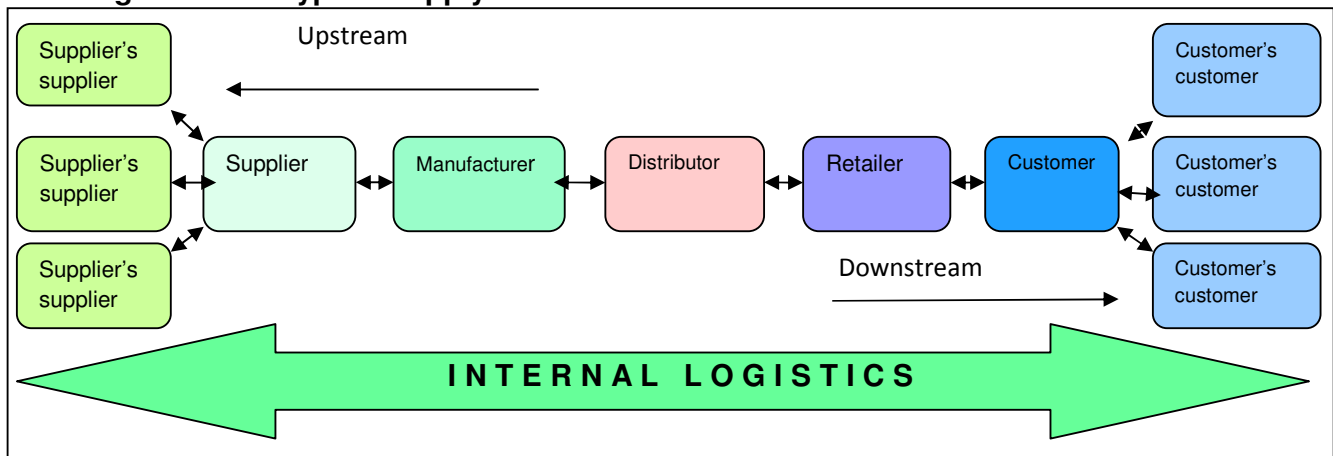 Upstream
Supplier's
supplier
Supplier's
supplier
Supplier's
supplier
Supplier
Manufacturer
Distributor
Retailer
Customer
Customer's
customer
Customer's
customer
Customer's
customer
Downstream
INTERNAL LOGISTICS